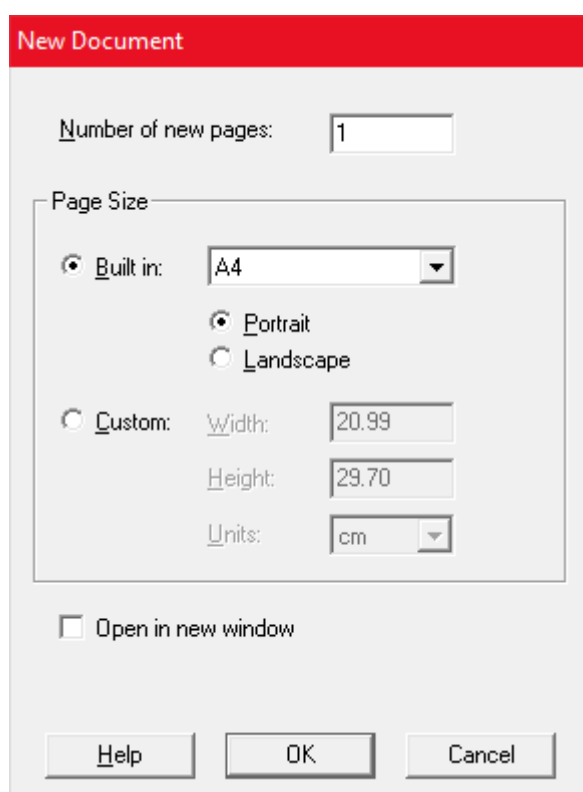 New Document
Number of new pages: 1
Page Size
Built in: A4
Portrait
Landscape
Custom: Width: 20.99
Height: 29.70
Units: cm
Open in new window
Help OK Cancel